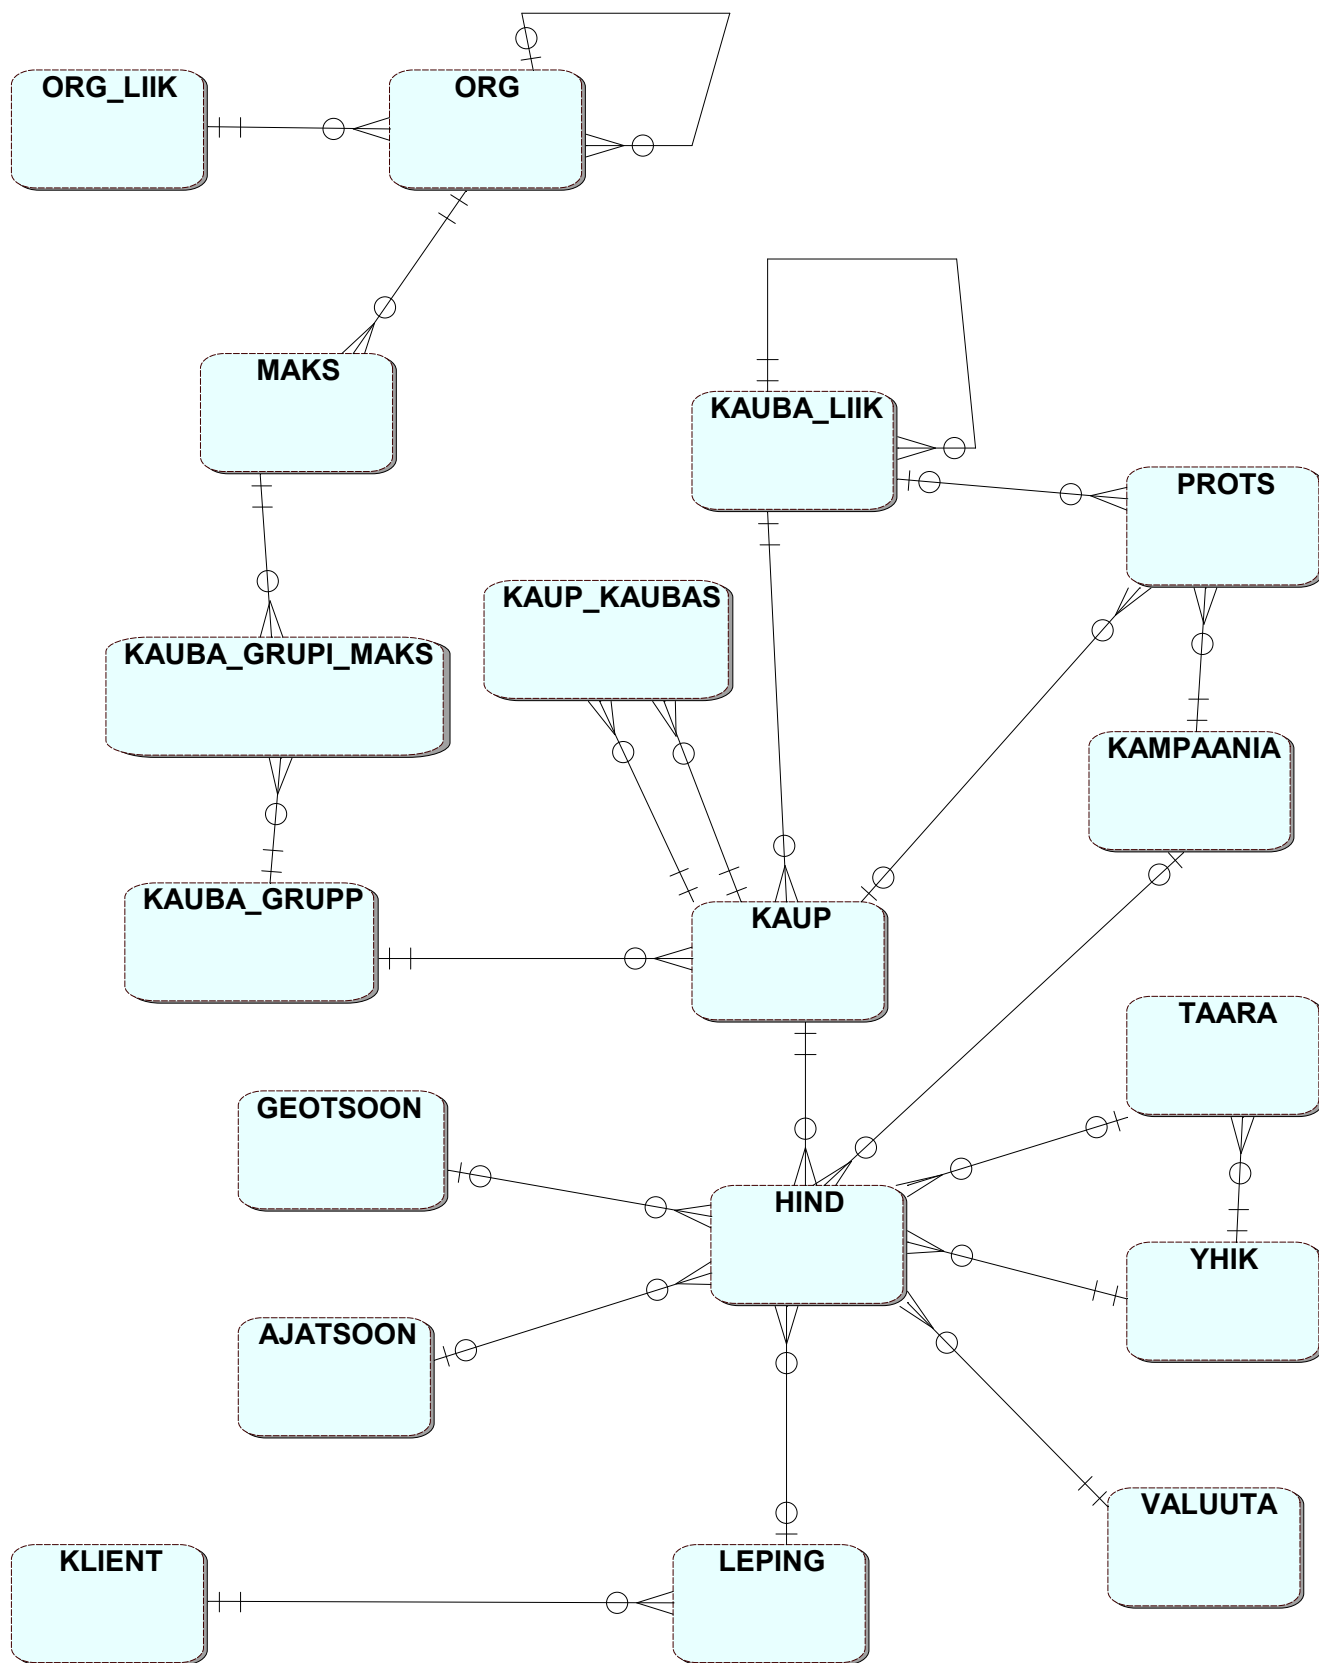 ORG_LIIK
ORG
MAKS
KAUBA_LIIK
PROTS
KAUP_KAUBAS
KAUBA_GRUPI_MAKS
KAMPAANIA
KAUBA_GRUPP
KAUP
TAARA
GEOTSOON
HIND
YHIK
AJATSOON
VALUUTA
KLIENT
LEPING